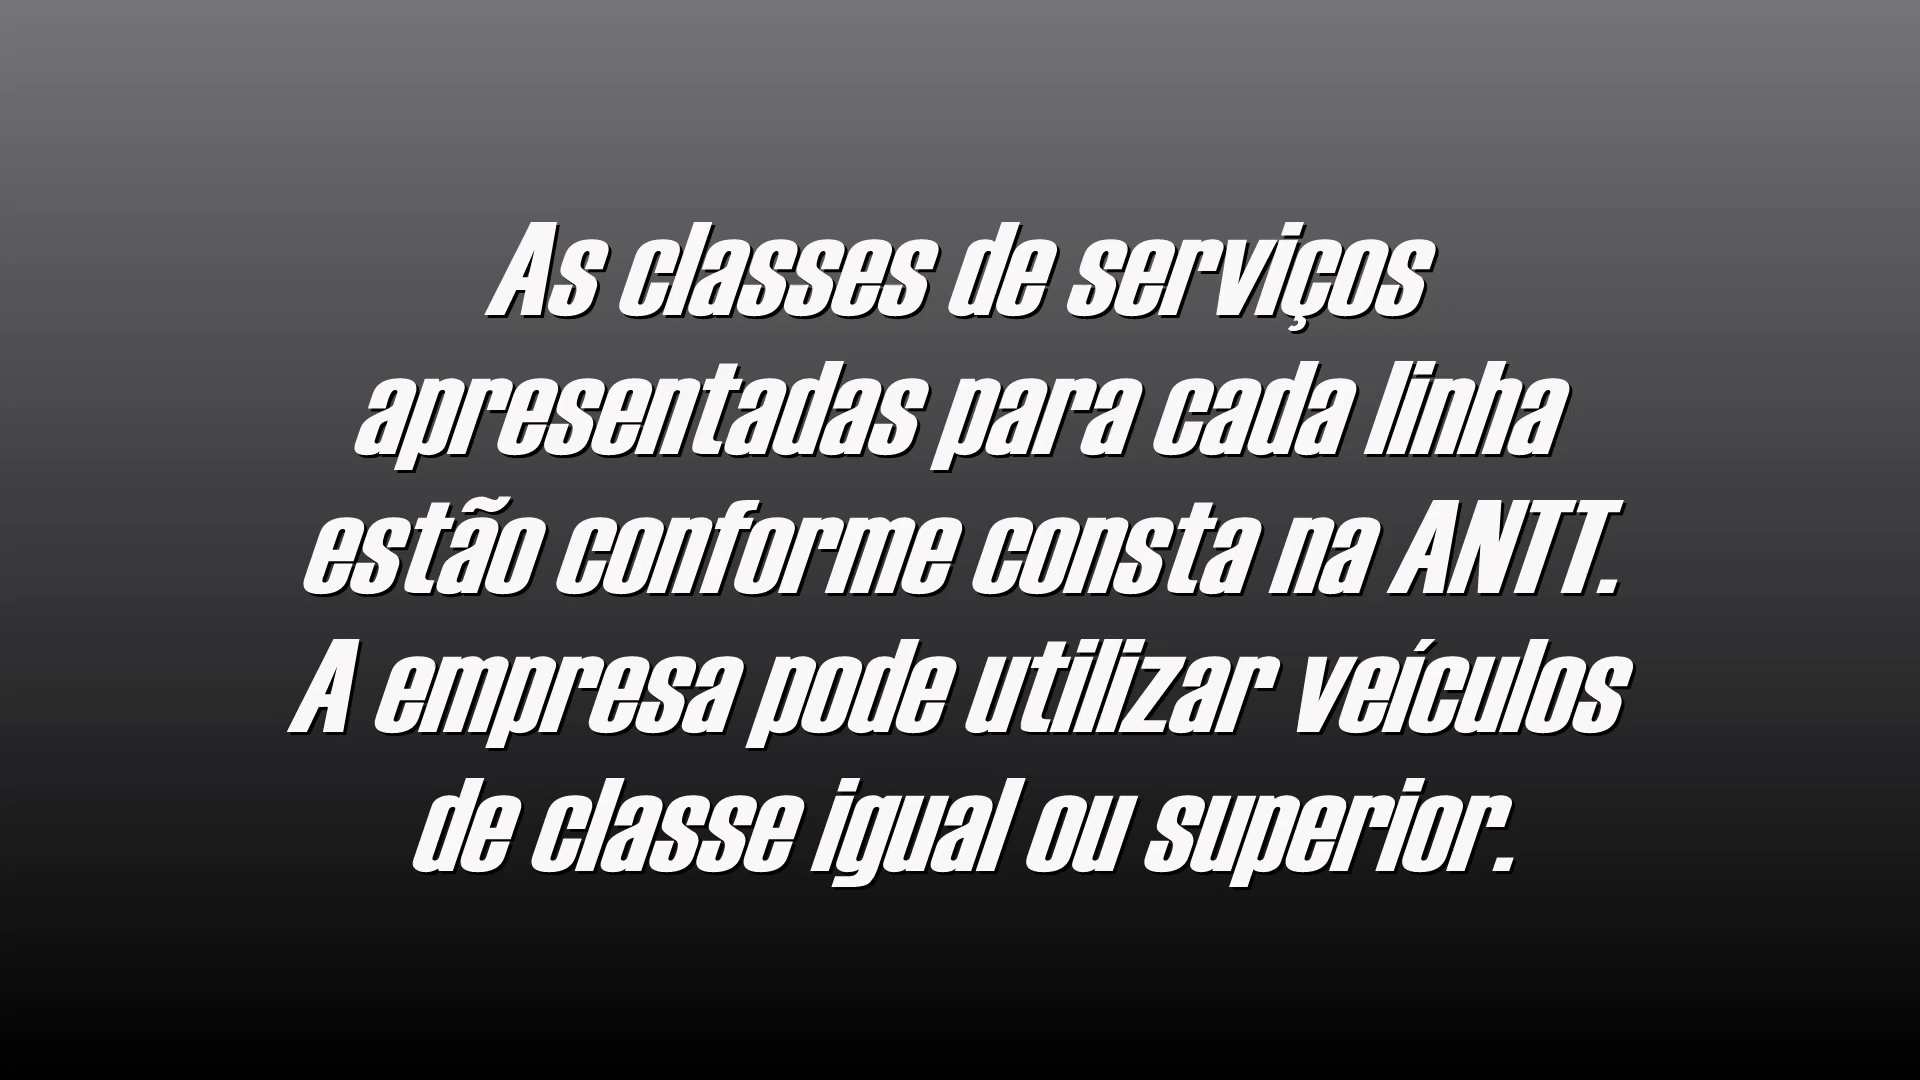 As classes de serviços
apresentadas para cada linha
estão conforme consta na ANTT.
A empresa pode utilizar veículos
de classe igual ou superior.